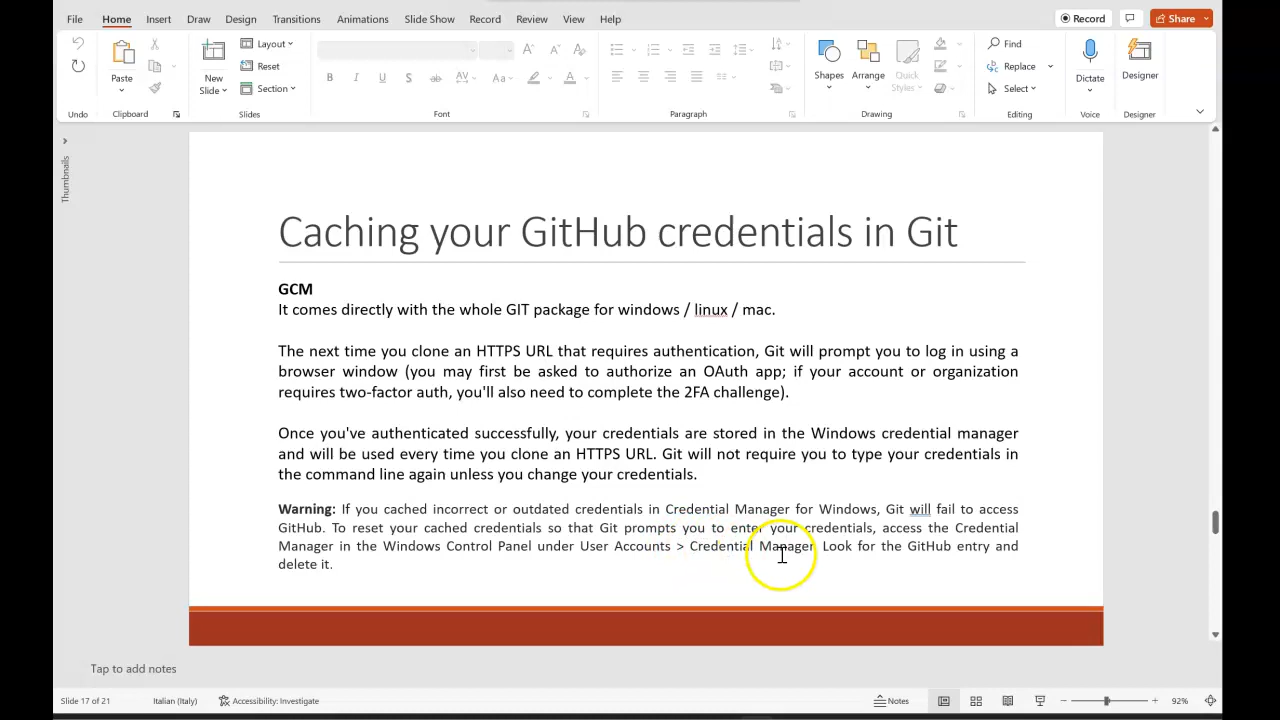 File Home Insert Draw Design Transitions Animations Slide Show Record Review View Help Record Share
Paste
New
Slide
Layout
Reset
Section
B I U S ab AV Aa A
Shapes Arrange Quick
Styles
Find
Replace
Select
Dictate
Designer
Undo Clipboard Slides Font Paragraph Drawing Editing Voice Designer
Thumbnails
Caching your GitHub credentials in Git
GCM
It comes directly with the whole GIT package for windows / linux / mac.
The next time you clone an HTTPS URL that requires authentication, Git will prompt you to log in using a
browser window (you may first be asked to authorize an OAuth app; if your account or organization
requires two-factor auth, you'll also need to complete the 2FA challenge).
Once you've authenticated successfully, your credentials are stored in the Windows credential manager
and will be used every time you clone an HTTPS URL. Git will not require you to type your credentials in
the command line again unless you change your credentials.
Warning: If you cached incorrect or outdated credentials in Credential Manager for Windows, Git will fail to access
GitHub. To reset your cached credentials so that Git prompts you to enter your credentials, access the Credential
Manager in the Windows Control Panel under User Accounts > Credential Manager. Look for the GitHub entry and
delete it.
Tap to add notes
Slide 17 of 21 Italian (Italy) Accessibility: Investigate Notes 92%